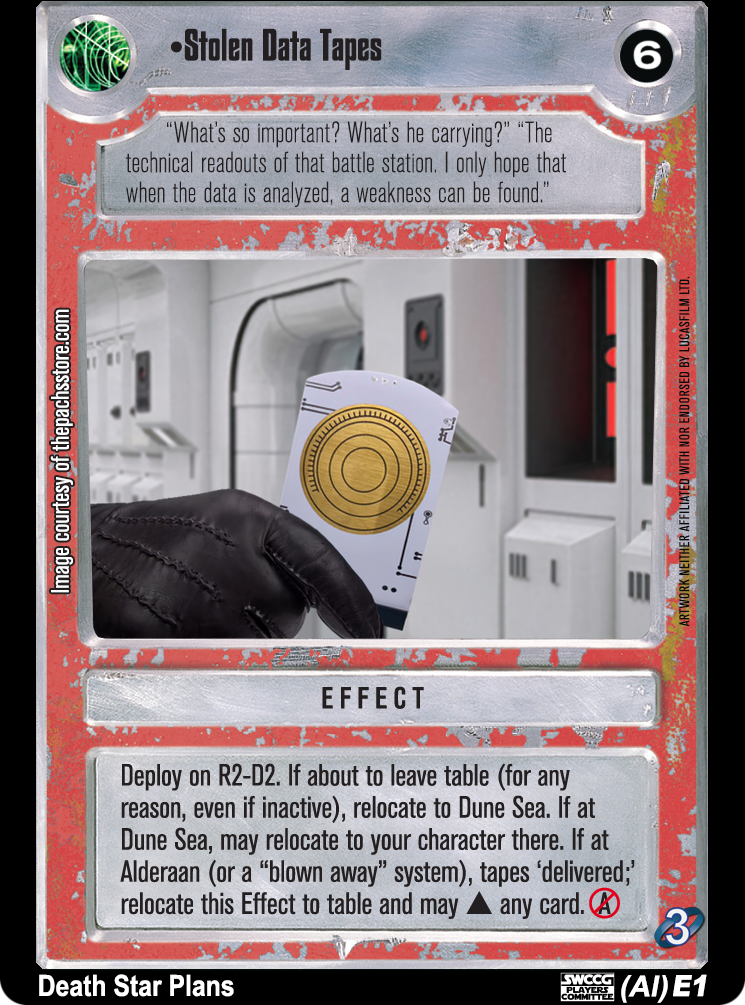 •Stolen Data Tapes
6
“What's so important? What's he carrying?” “The
technical readouts of that battle station. I only hope that
when the data is analyzed, a weakness can be found.”
Image courtesy of thepachsstore.com
ARTWORK NEITHER AFFILIATED WITH NOR ENDORSED BY LUCASFILM LTD.
EFFECT
Deploy on R2-D2. If about to leave table (for any
reason, even if inactive), relocate to Dune Sea. If at
Dune Sea, may relocate to your character there. If at
Alderaan (or a “blown away” system), tapes ‘delivered;’
relocate this Effect to table and may ▲ any card. A
3
Death Star Plans
SWCCG
PLAYERS
COMMITTEE
(AI) E1